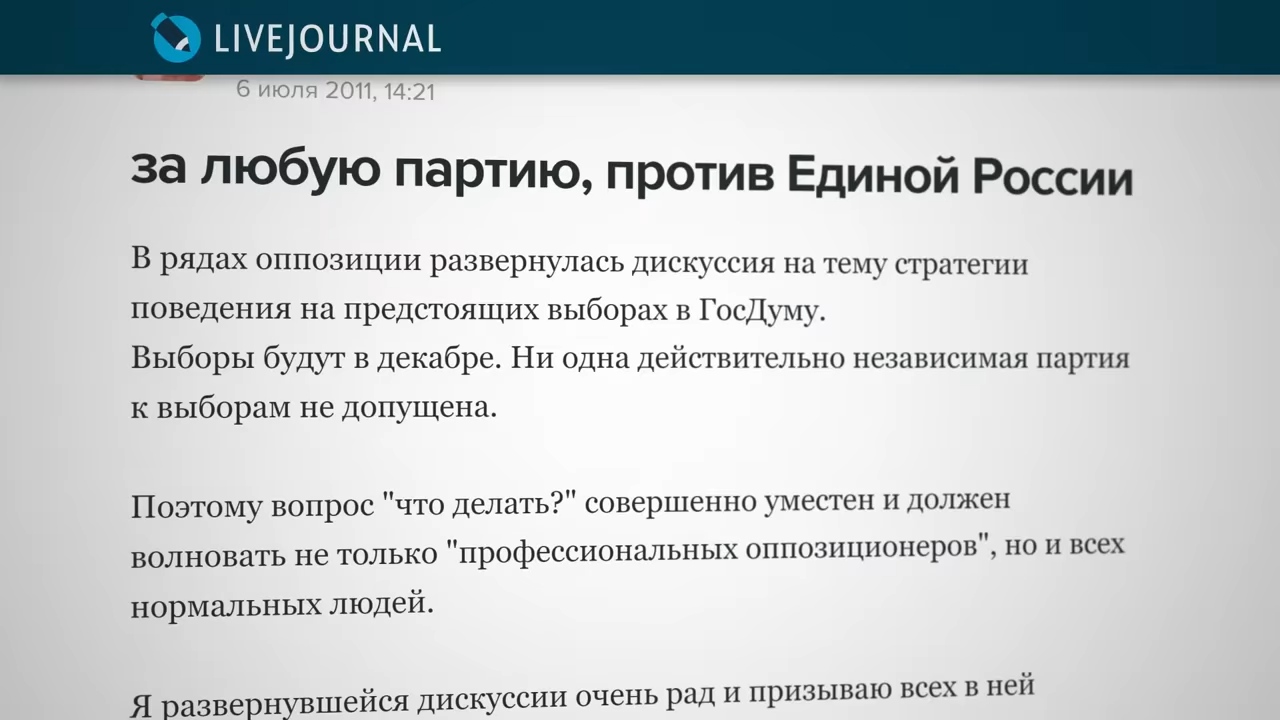 LIVEJOURNAL
6 июля 2011, 14:21
за любую партию, против Единой России
В рядах оппозиции развернулась дискуссия на тему стратегии
поведения на предстоящих выборах в ГосДуму.
Выборы будут в декабре. Ни одна действительно независимая партия
к выборам не допущена.
Поэтому вопрос "что делать?" совершенно уместен и должен
волновать не только "профессиональных оппозиционеров", но и всех
нормальных людей.
Я развернувшейся дискуссии очень рад и призываю всех в ней